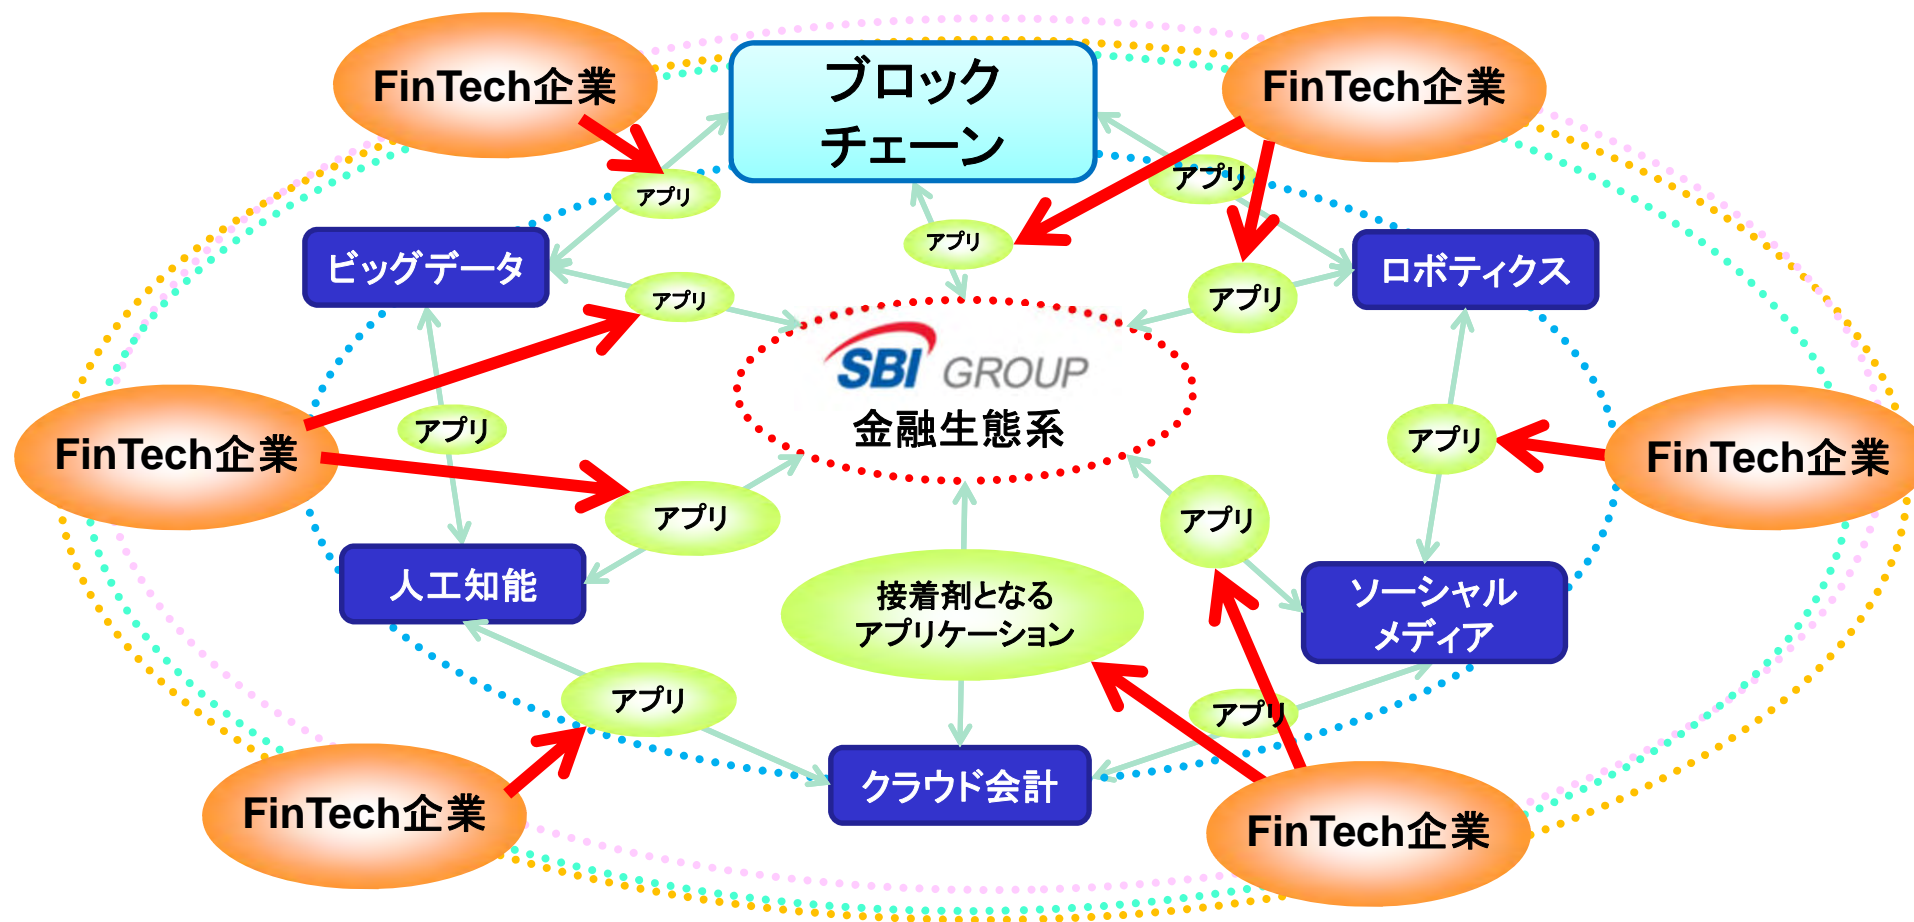 FinTech企業
ブロック
チェーン
FinTech企業
アプリ
アプリ
アプリ
ビッグデータ
ロボティクス
アプリ
アプリ
SBI GROUP
金融生態系
FinTech企業
アプリ
アプリ
FinTech企業
アプリ
アプリ
人工知能
接着剤となる
アプリケーション
ソーシャル
メディア
アプリ
アプリ
クラウド会計
FinTech企業
FinTech企業